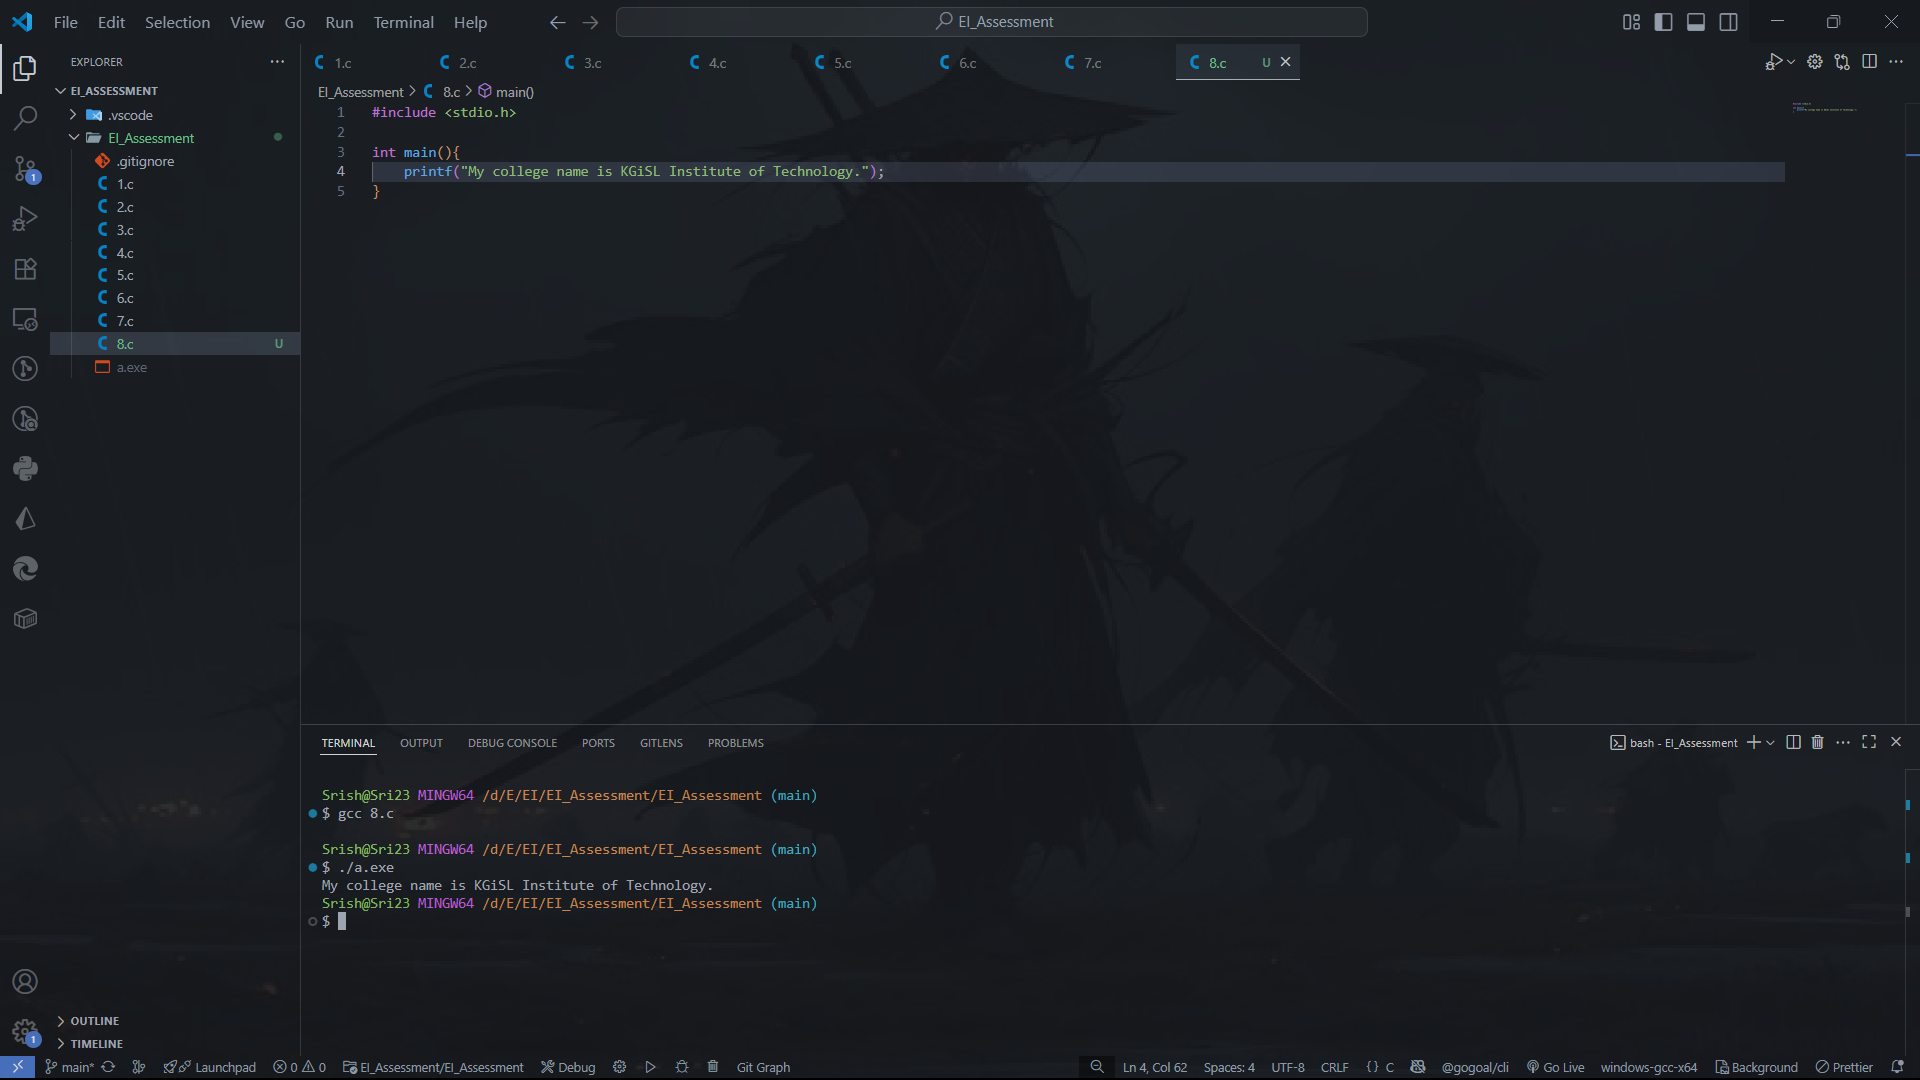 File Edit Selection View Go Run Terminal Help
EI_Assessment
EXPLORER
EI_ASSESSMENT
.vscode
EI_Assessment
.gitignore
1.c
2.c
3.c
4.c
5.c
6.c
7.c
8.c U
a.exe
OUTLINE
TIMELINE
1
1
1.c 2.c 3.c 4.c 5.c 6.c 7.c 8.c U
EI_Assessment > 8.c > main()
1 #include <stdio.h>
2
3 int main(){
4 printf("My college name is KGiSL Institute of Technology.");
5 }
TERMINAL OUTPUT DEBUG CONSOLE PORTS GITLENS PROBLEMS
bash - EI_Assessment
Srish@Sri23 MINGW64 /d/E/EI/EI_Assessment/EI_Assessment (main)
$ gcc 8.c
Srish@Sri23 MINGW64 /d/E/EI/EI_Assessment/EI_Assessment (main)
$ ./a.exe
My college name is KGiSL Institute of Technology.
Srish@Sri23 MINGW64 /d/E/EI/EI_Assessment/EI_Assessment (main)
$
main* Launchpad 0 0 EI_Assessment/EI_Assessment Debug Git Graph Ln 4, Col 62 Spaces: 4 UTF-8 CRLF {} C @gogoal/cli Go Live windows-gcc-x64 Background Prettier